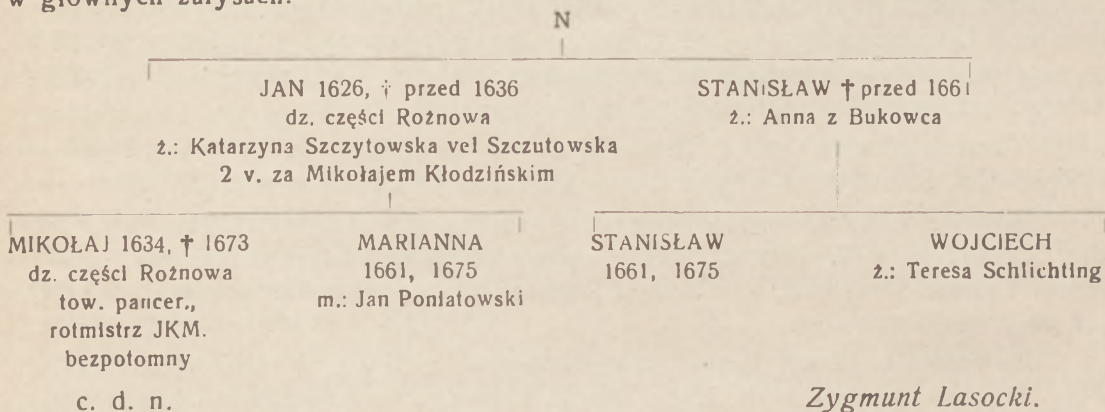 w głównych zarysach:
N
JAN 1626, † przed 1636
dz. części Rożnowa
ż.: Katarzyna Szczytowska vel Szczutowska
2 v. za Mikołajem Kłodzińskim
STANISŁAW † przed 1661
ż.: Anna z Bukowca
MIKOŁAJ 1634, † 1673
dz. części Rożnowa
tow. pancer.,
rotmistrz JKM.
bezpotomny
MARIANNA
1661, 1675
m.: Jan Poniatowski
STANISŁAW
1661, 1675
WOJCIECH
ż.: Teresa Schlichting
c. d. n.
Zygmunt Lasocki.